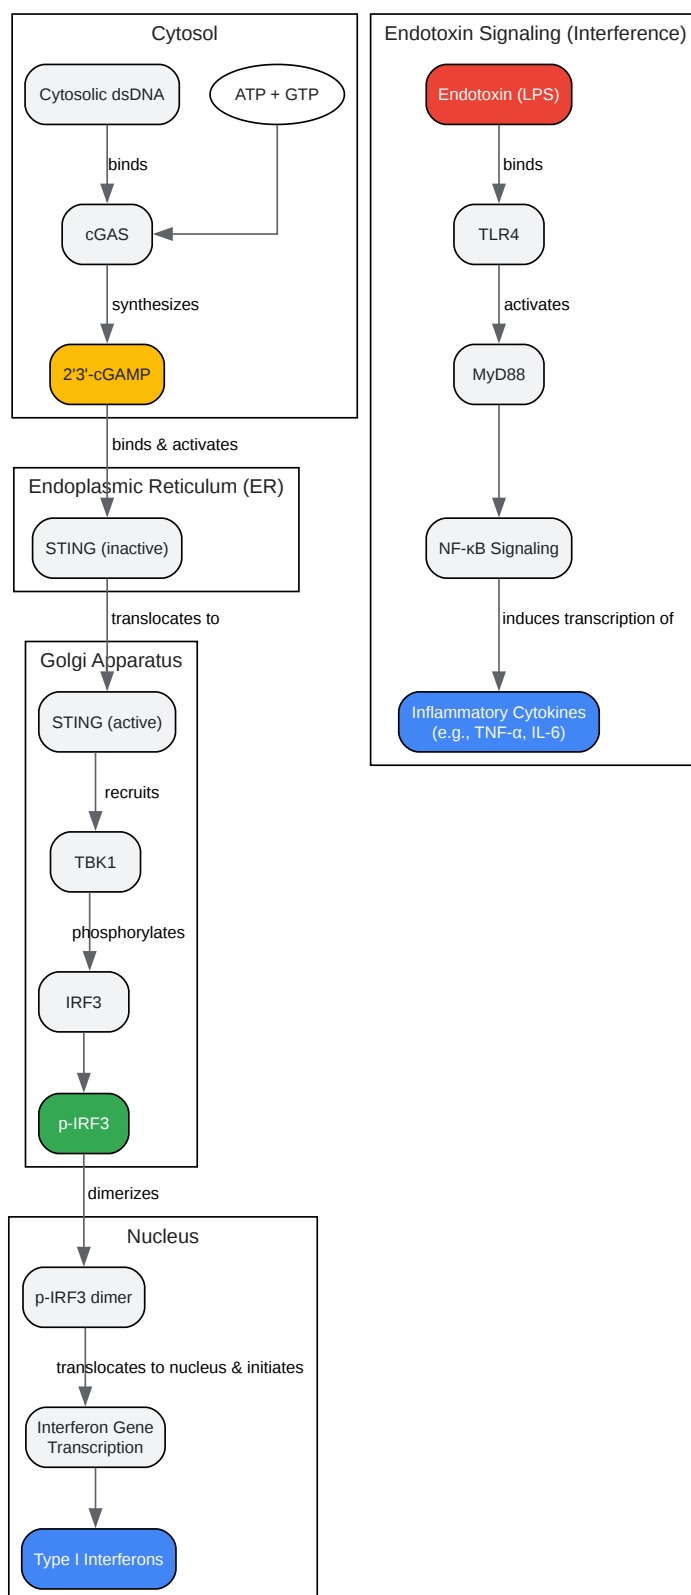 Cytosol
Cytosolic dsDNA
ATP + GTP
binds
cGAS
synthesizes
2'3'-cGAMP
binds & activates
Endoplasmic Reticulum (ER)
STING (inactive)
translocates to
Golgi Apparatus
STING (active)
recruits
TBK1
phosphorylates
IRF3
p-IRF3
dimerizes
Nucleus
p-IRF3 dimer
translocates to nucleus & initiates
Interferon Gene
Transcription
Type I Interferons
Endotoxin Signaling (Interference)
Endotoxin (LPS)
binds
TLR4
activates
MyD88
NF-κB Signaling
induces transcription of
Inflammatory Cytokines
(e.g., TNF-α, IL-6)